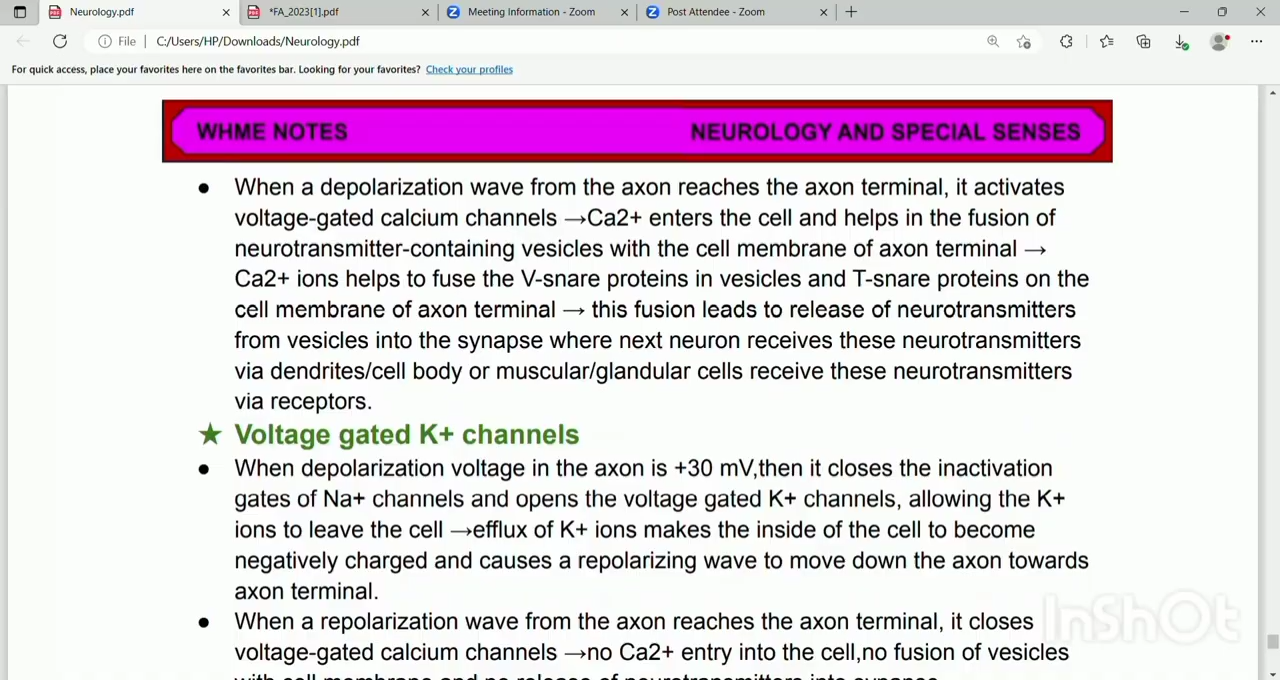 Neurology.pdf
*FA_2023[1].pdf
Meeting Information - Zoom
Post Attendee - Zoom
File
C:/Users/HP/Downloads/Neurology.pdf
For quick access, place your favorites here on the favorites bar. Looking for your favorites? Check your profiles
WHME NOTES NEUROLOGY AND SPECIAL SENSES
● When a depolarization wave from the axon reaches the axon terminal, it activates
voltage-gated calcium channels →Ca2+ enters the cell and helps in the fusion of
neurotransmitter-containing vesicles with the cell membrane of axon terminal →
Ca2+ ions helps to fuse the V-snare proteins in vesicles and T-snare proteins on the
cell membrane of axon terminal → this fusion leads to release of neurotransmitters
from vesicles into the synapse where next neuron receives these neurotransmitters
via dendrites/cell body or muscular/glandular cells receive these neurotransmitters
via receptors.
★ Voltage gated K+ channels
● When depolarization voltage in the axon is +30 mV,then it closes the inactivation
gates of Na+ channels and opens the voltage gated K+ channels, allowing the K+
ions to leave the cell →efflux of K+ ions makes the inside of the cell to become
negatively charged and causes a repolarizing wave to move down the axon towards
axon terminal.
● When a repolarization wave from the axon reaches the axon terminal, it closes
voltage-gated calcium channels →no Ca2+ entry into the cell,no fusion of vesicles
with cell membrane and no release of neurotransmitters into synapse.
InShOt